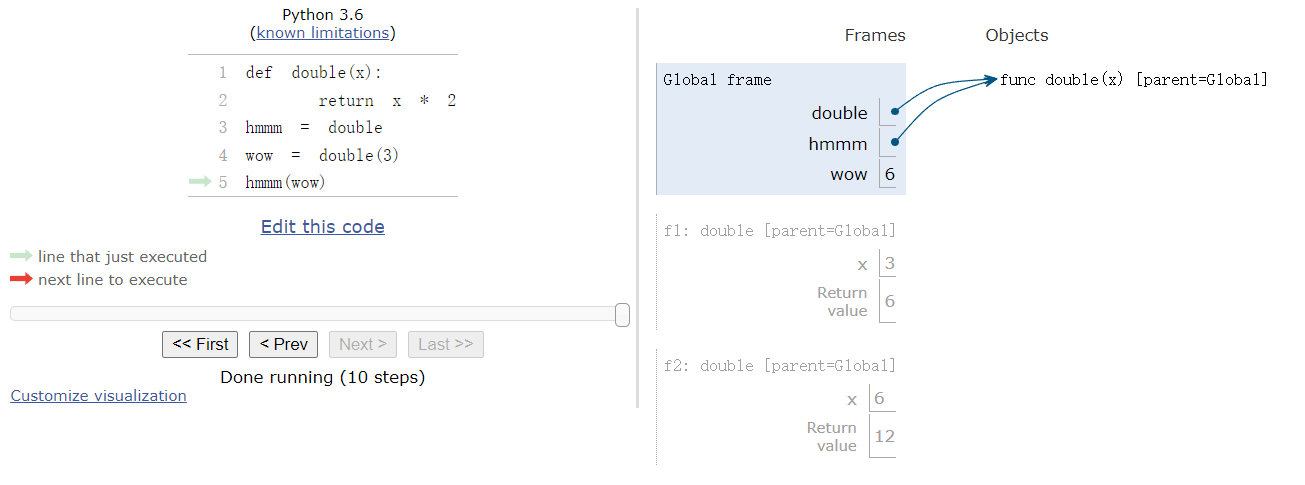 Python 3.6
(known limitations)
1 def double(x):
2 return x * 2
3 hmmm = double
4 wow = double(3)
5 hmmm(wow)
Edit this code
line that just executed
next line to execute
<< First < Prev Next > Last >>
Done running (10 steps)
Customize visualization
Frames Objects
Global frame
func double(x) [parent=Global]
double
hmmm
wow 6
f1: double [parent=Global]
x 3
Return
value 6
f2: double [parent=Global]
x 6
Return
value 12